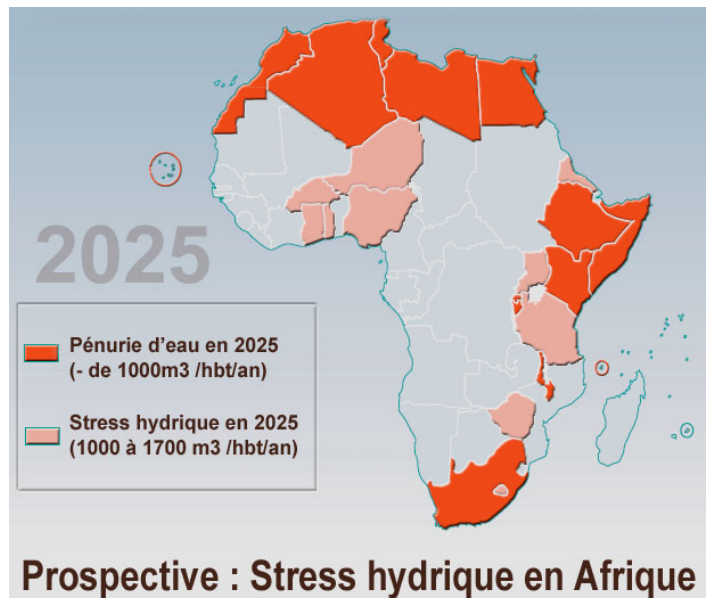 2025
Pénurie d'eau en 2025
(- de 1000m3 /hbt/an)
Stress hydrique en 2025
(1000 à 1700 m3 /hbt/an)
Prospective : Stress hydrique en Afrique